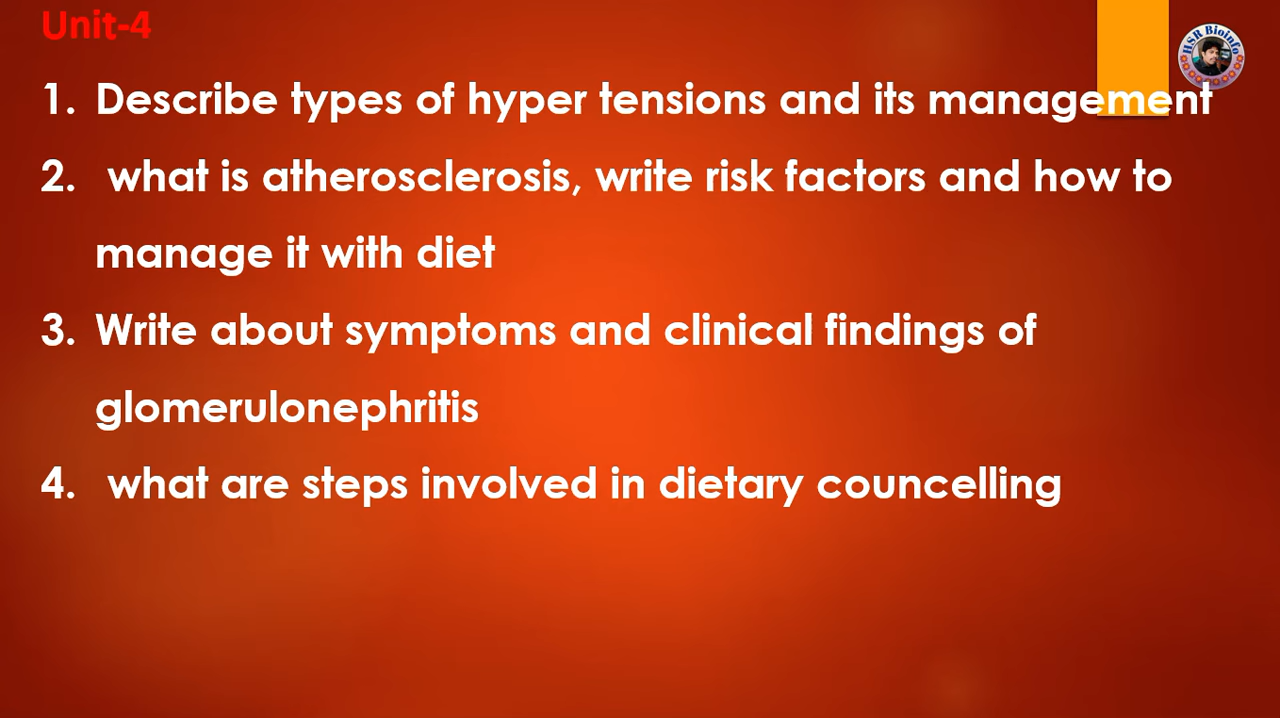 Unit-4
HSR Bioinfo
1. Describe types of hyper tensions and its management
2. what is atherosclerosis, write risk factors and how to
manage it with diet
3. Write about symptoms and clinical findings of
glomerulonephritis
4. what are steps involved in dietary councelling